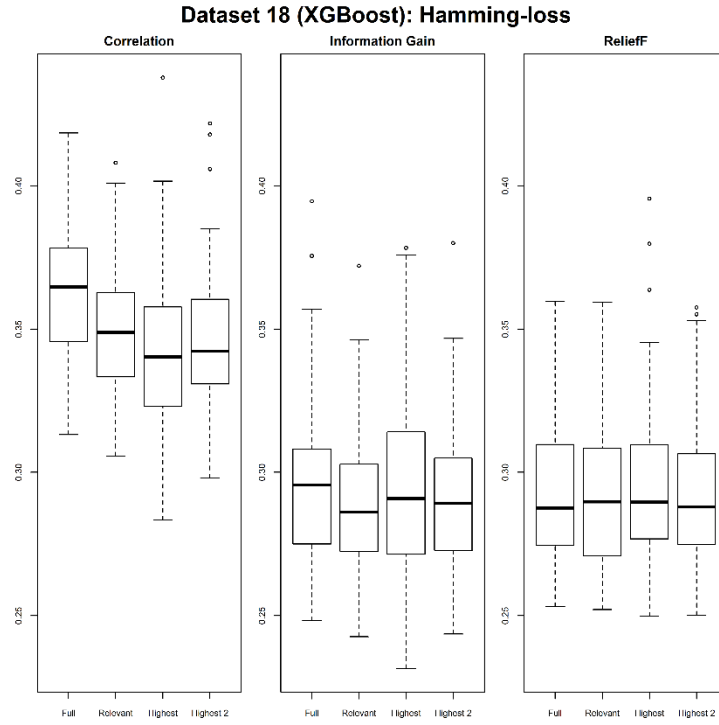 Dataset 18 (XGBoost): Hamming-loss
Correlation
0.40
0.35
0.30
0.25
Full Relevant Highest Highest 2
Information Gain
0.40
0.35
0.30
0.25
Full Relevant Highest Highest 2
ReliefF
0.40
0.35
0.30
0.25
Full Relevant Highest Highest 2